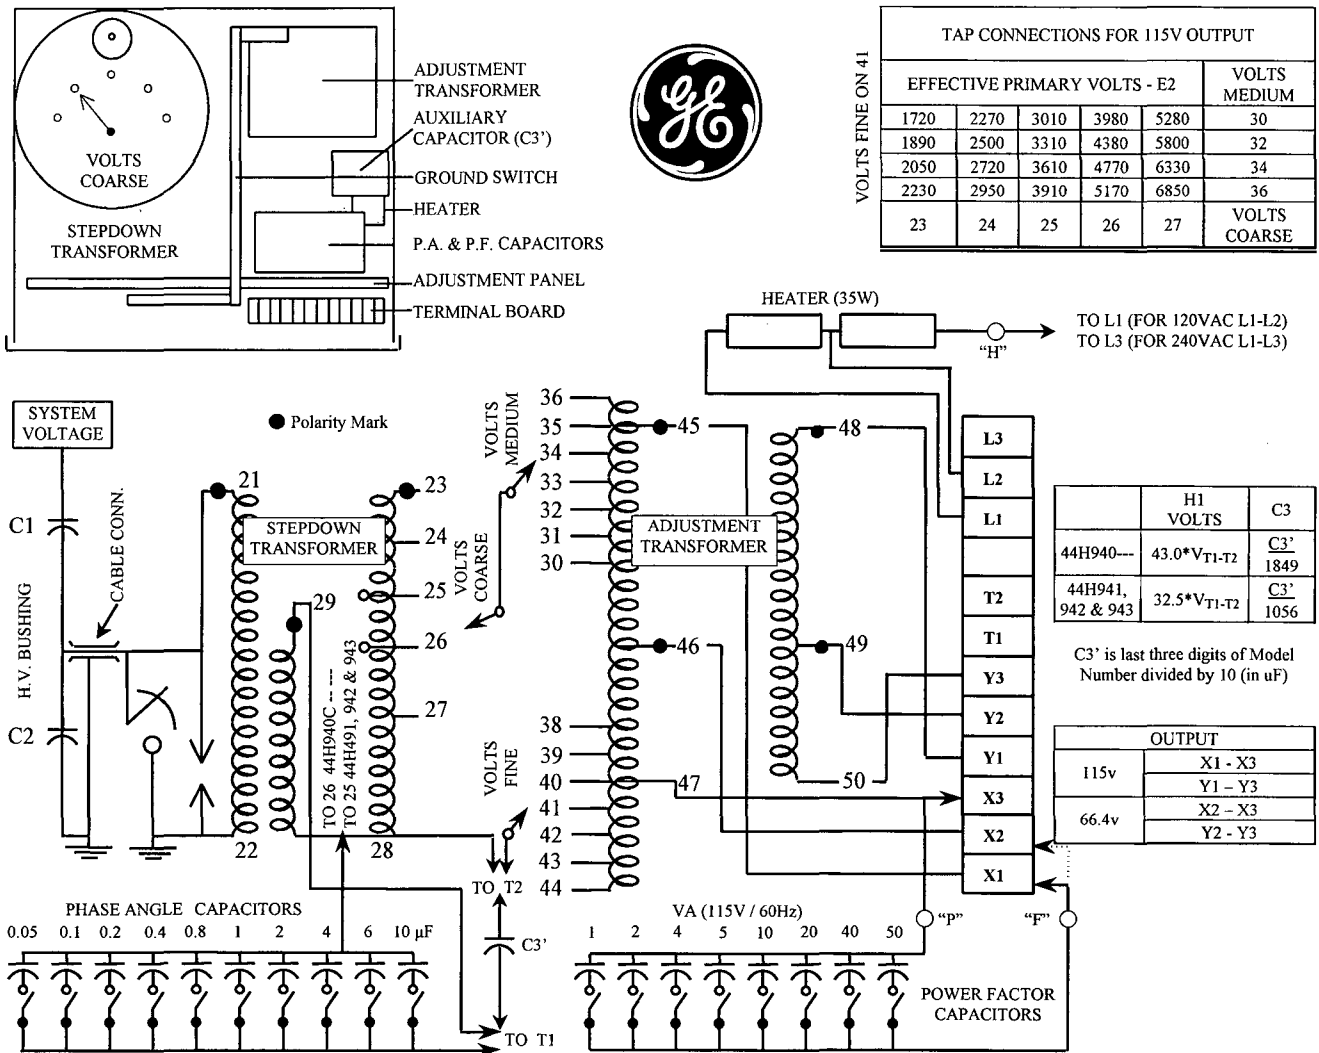 VOLTS
COARSE
STEPDOWN
TRANSFORMER
ADJUSTMENT
TRANSFORMER
AUXILIARY
CAPACITOR (C3')
GROUND SWITCH
HEATER
P.A. & P.F. CAPACITORS
ADJUSTMENT PANEL
TERMINAL BOARD
GE
VOLTS FINE ON 41
TAP CONNECTIONS FOR 115V OUTPUT
EFFECTIVE PRIMARY VOLTS - E2
VOLTS
MEDIUM
1720 2270 3010 3980 5280 30
1890 2500 3310 4380 5800 32
2050 2720 3610 4770 6330 34
2230 2950 3910 5170 6850 36
23 24 25 26 27 VOLTS
COARSE
HEATER (35W)
"H"
TO L1 (FOR 120VAC L1-L2)
TO L3 (FOR 240VAC L1-L3)
SYSTEM
VOLTAGE
Polarity Mark
C1
CABLE CONN.
H.V. BUSHING
C2
21
22
STEPDOWN
TRANSFORMER
29
TO 26 44H940C -- ----
TO 25 44H491, 942 & 943
23
24
25
26
27
28
VOLTS
MEDIUM
VOLTS
COARSE
VOLTS
FINE
36
35
34
33
32
31
30
38
39
40
41
42
43
44
ADJUSTMENT
TRANSFORMER
45
46
47
48
49
50
L3
L2
L1
T2
T1
Y3
Y2
Y1
X3
X2
X1
H1
VOLTS
C3
44H940---
43.0*VT1-T2
C3'
1849
44H941,
942 & 943
32.5*VT1-T2
C3'
1056
C3' is last three digits of Model
Number divided by 10 (in uF)
OUTPUT
115v
X1 - X3
Y1 – Y3
66.4v
X2 – X3
Y2 - Y3
TO T2
C3'
TO T1
PHASE ANGLE CAPACITORS
0.05 0.1 0.2 0.4 0.8 1 2 4 6 10 µF
VA (115V / 60Hz)
1 2 4 5 10 20 40 50
"P"
"F"
POWER FACTOR
CAPACITORS